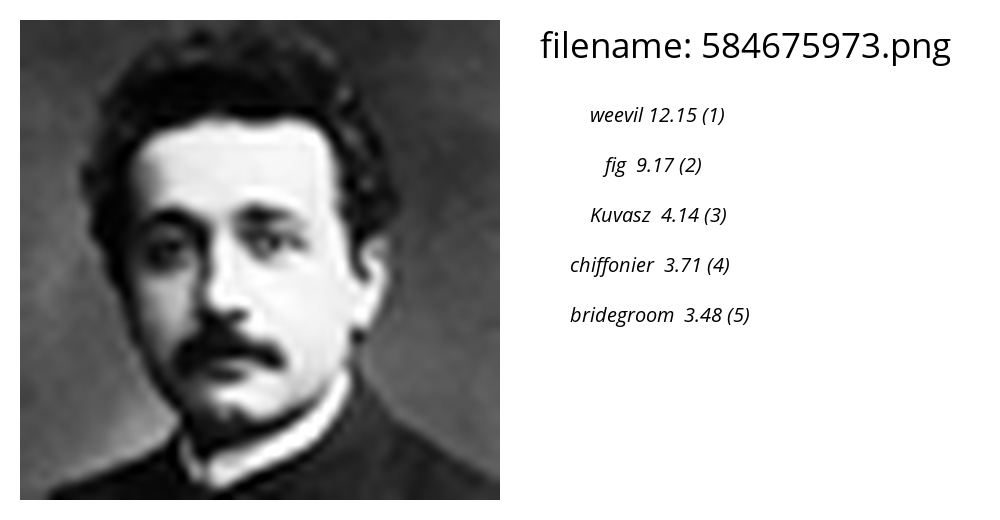 filename: 584675973.png
weevil 12.15 (1)
fig 9.17 (2)
Kuvasz 4.14 (3)
chiffonier 3.71 (4)
bridegroom 3.48 (5)